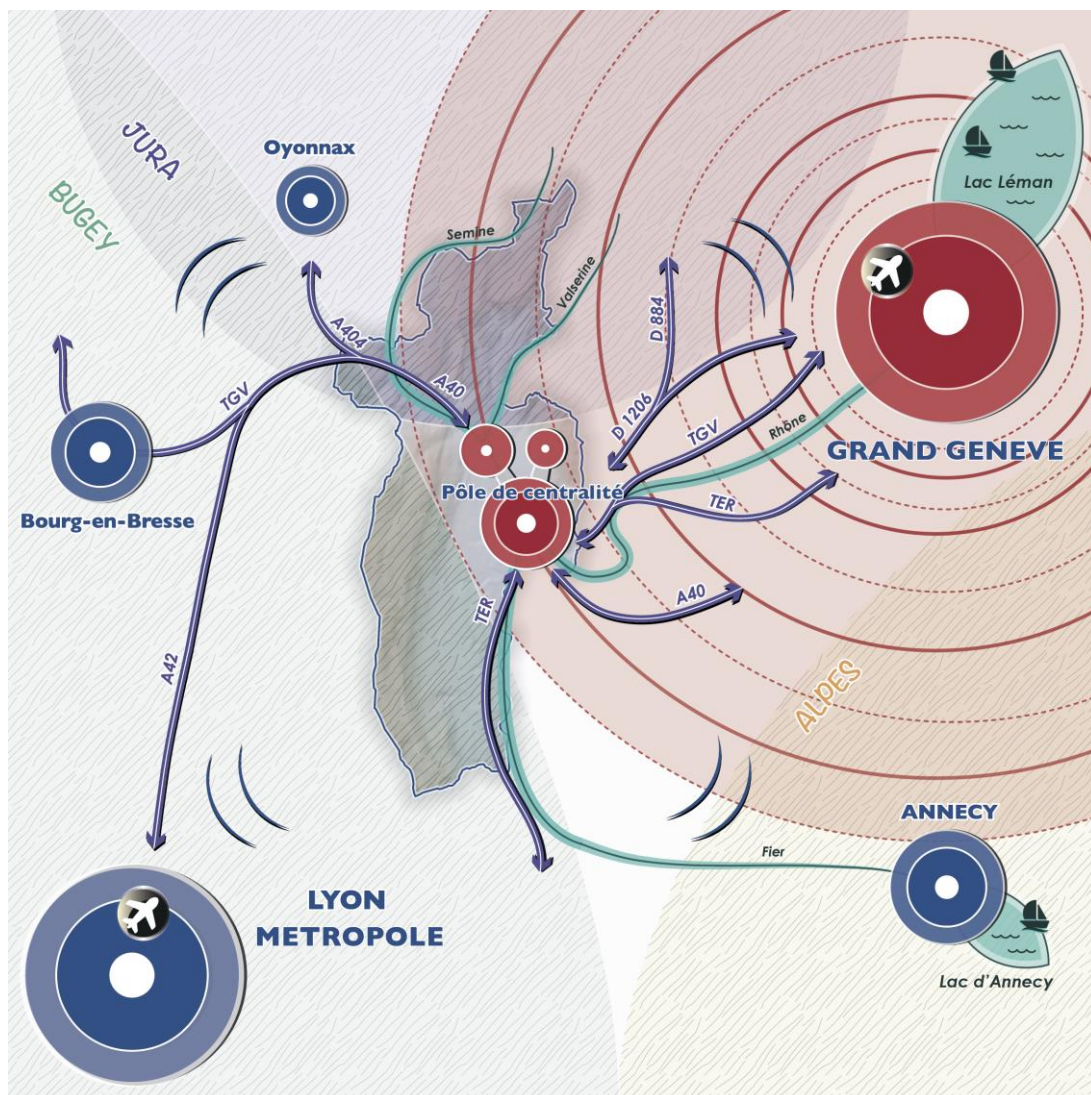 JURA
BUGEY
Oyonnax
Lac Léman
Semine
Valserine
D 884
A404
A40
TGV
D 1206
TGV
Rhône
GRAND GENEVE
Pôle de centralité
TER
Bourg-en-Bresse
A40
TER
A42
ALPES
ANNECY
Fier
LYON
METROPOLE
Lac d'Annecy